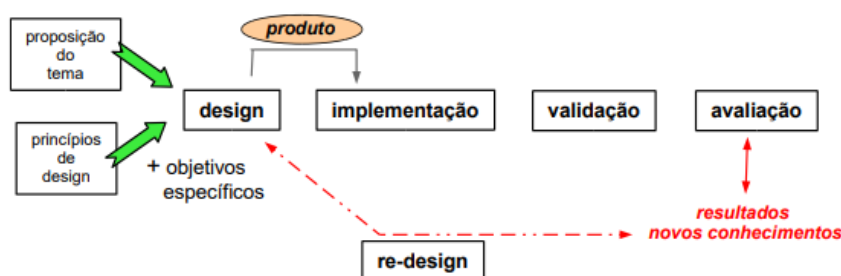 proposição
do
tema
produto
design
implementação
validação
avaliação
princípios
de
design
+ objetivos
específicos
resultados
novos conhecimentos
re-design